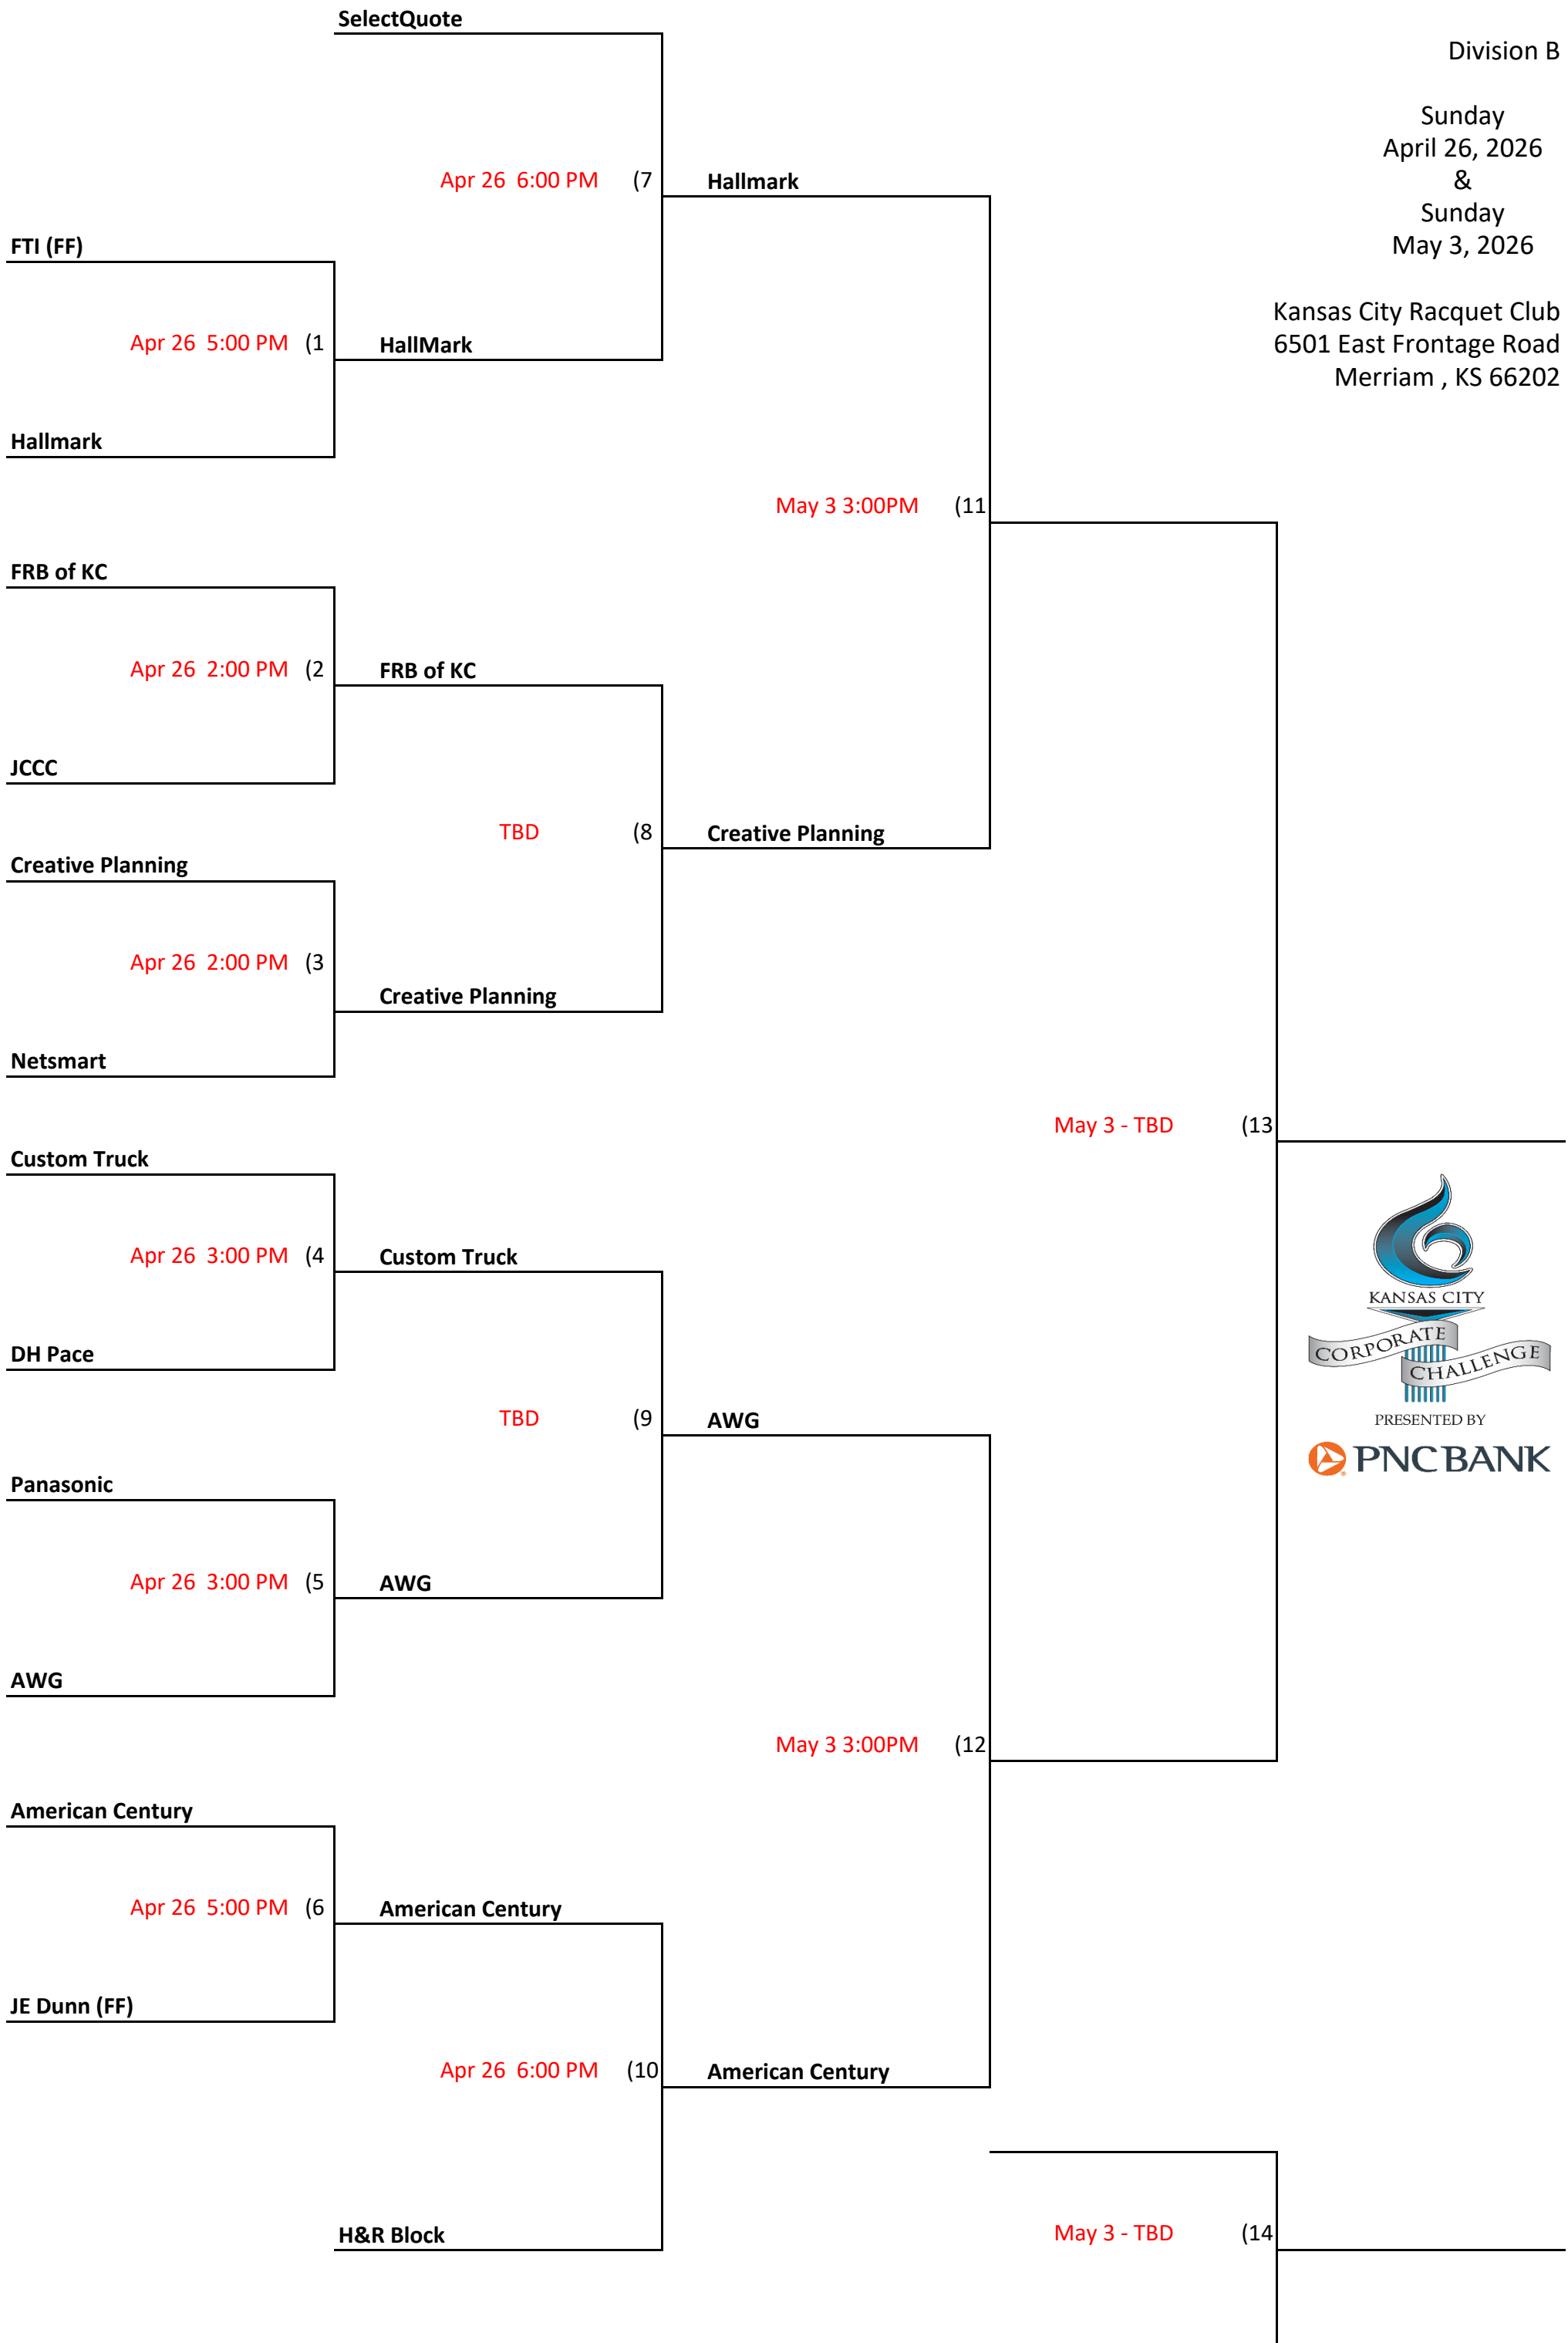 SelectQuote
Division B
Sunday
April 26, 2026
&
Sunday
May 3, 2026
Apr 26  6:00 PM (7
Hallmark
FTI (FF)
Kansas City Racquet Club
6501 East Frontage Road
Merriam , KS 66202
Apr 26  5:00 PM (1
HallMark
Hallmark
May 3 3:00PM (11
FRB of KC
Apr 26  2:00 PM (2
FRB of KC
JCCC
TBD (8
Creative Planning
Creative Planning
Apr 26  2:00 PM (3
Creative Planning
Netsmart
May 3 - TBD (13
Custom Truck
Apr 26  3:00 PM (4
Custom Truck
DH Pace
KANSAS CITY
CORPORATE
CHALLENGE
PRESENTED BY
PNC BANK
TBD (9
AWG
Panasonic
Apr 26  3:00 PM (5
AWG
AWG
May 3 3:00PM (12
American Century
Apr 26  5:00 PM (6
American Century
JE Dunn (FF)
Apr 26  6:00 PM (10
American Century
H&R Block
May 3 - TBD (14